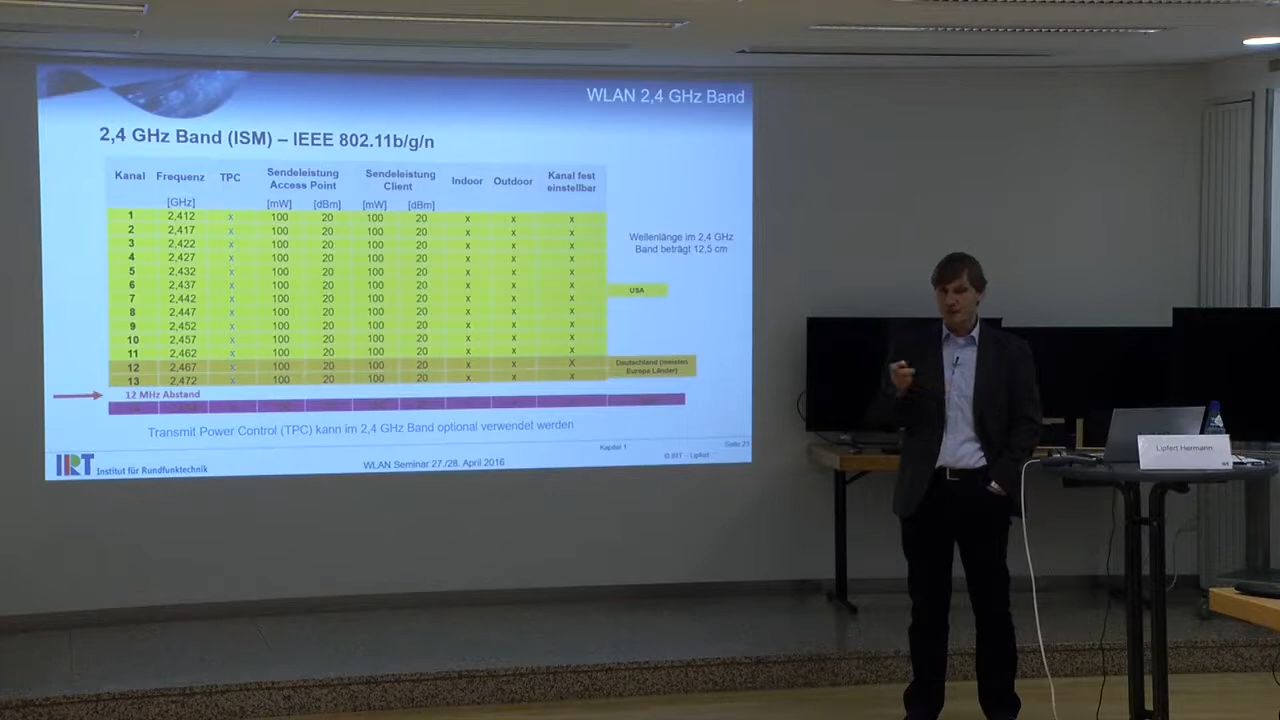 WLAN 2,4 GHz Band
2,4 GHz Band (ISM) – IEEE 802.11b/g/n
Kanal Frequenz TPC Sendeleistung Access Point Sendeleistung Client Indoor Outdoor Kanal fest einstellbar
[GHz] [mW] [dBm] [mW] [dBm]
1 2,412 x 100 20 100 20 x x x
2 2,417 x 100 20 100 20 x x x
3 2,422 x 100 20 100 20 x x x
4 2,427 x 100 20 100 20 x x x
5 2,432 x 100 20 100 20 x x x
6 2,437 x 100 20 100 20 x x x
7 2,442 x 100 20 100 20 x x x
8 2,447 x 100 20 100 20 x x x
9 2,452 x 100 20 100 20 x x x
10 2,457 x 100 20 100 20 x x x
11 2,462 x 100 20 100 20 x x x
12 2,467 x 100 20 100 20 x x X
13 2,472 x 100 20 100 20 x x x
12 MHz Abstand
Wellenlänge im 2,4 GHz
Band beträgt 12,5 cm
USA
Deutschland (meisten
Europa Länder)
Transmit Power Control (TPC) kann im 2,4 GHz Band optional verwendet werden
Kapitel 1
Seite 23
IRT Institut für Rundfunktechnik
WLAN Seminar 27./28. April 2016
© IRT - Lipfert
Lipfert Hermann